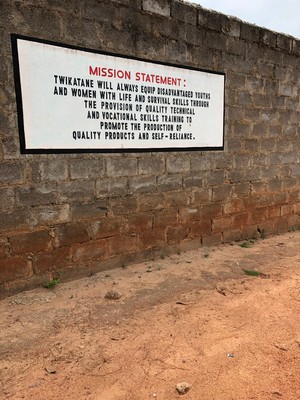 MISSION STATEMENT:
TWIKATANE WILL ALWAYS EQUIP DISADVANTAGED YOUTHS
AND WOMEN WITH LIFE AND SURVIVAL SKILLS THROUGH
THE PROVISION OF QUALITY TECHNICAL
AND VOCATIONAL SKILLS TRAINING TO
PROMOTE THE PRODUCTION OF
QUALITY PRODUCTS AND SELF-RELIANCE.